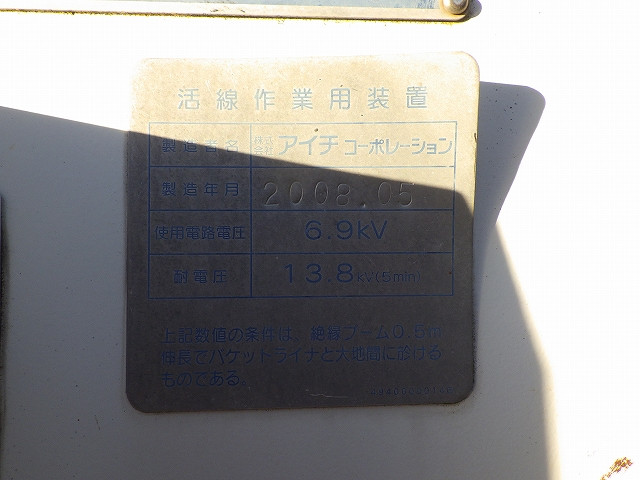 活線作業用装置
製造者名 株式会社 アイチ コーポレーション
製造年月 2008.05
使用電路電圧 6.9kV
耐電圧 13.8kV(5min)
上記数値の条件は、絶縁ブーム0.5m
伸長でバケットライナと大地間に於ける
ものである。